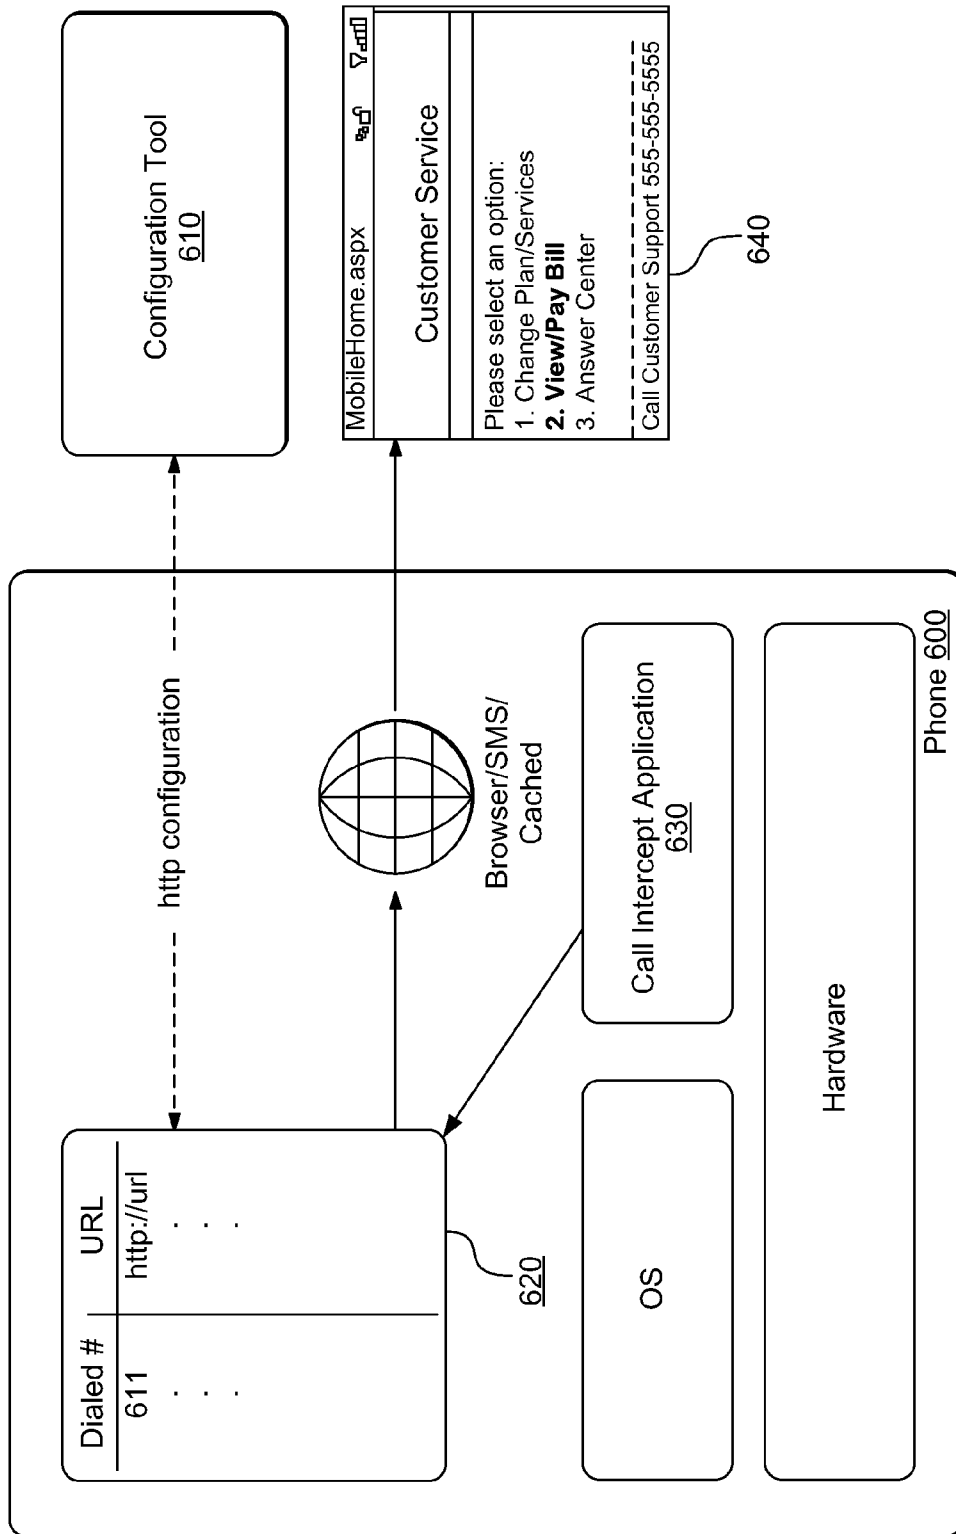 Dialed #
URL
611
http://url
. . .
. . .
620
http configuration
Configuration Tool
610
Browser/SMS/
Cached
MobileHome.aspx
Customer Service
Please select an option:
1. Change Plan/Services
2. View/Pay Bill
3. Answer Center
Call Customer Support 555-555-5555
640
OS
Call Intercept Application
630
Hardware
Phone 600